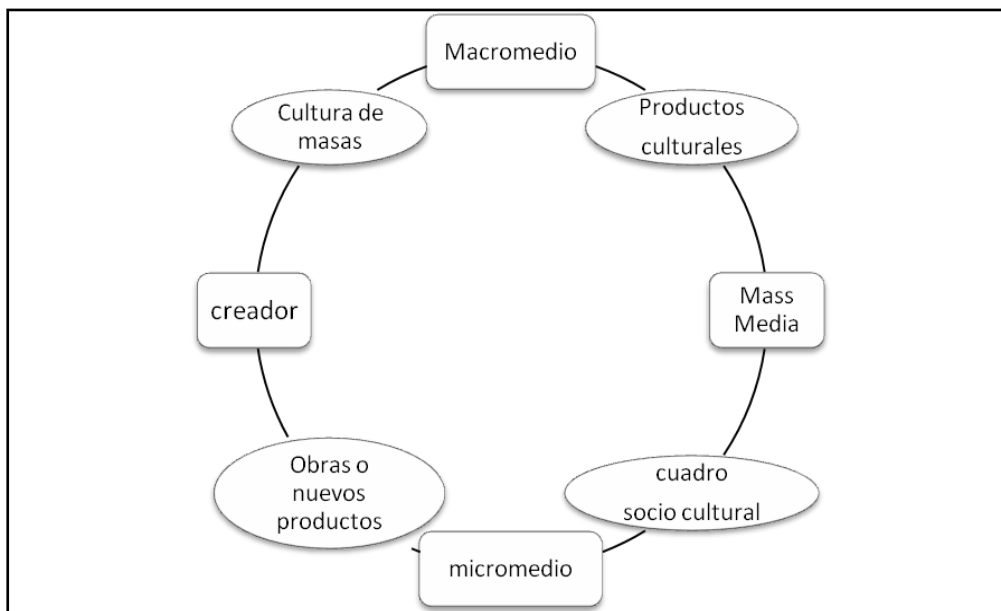 Macromedio
Cultura de
masas
Productos
culturales
creador
Mass
Media
Obras o
nuevos
productos
cuadro
socio cultural
micromedio